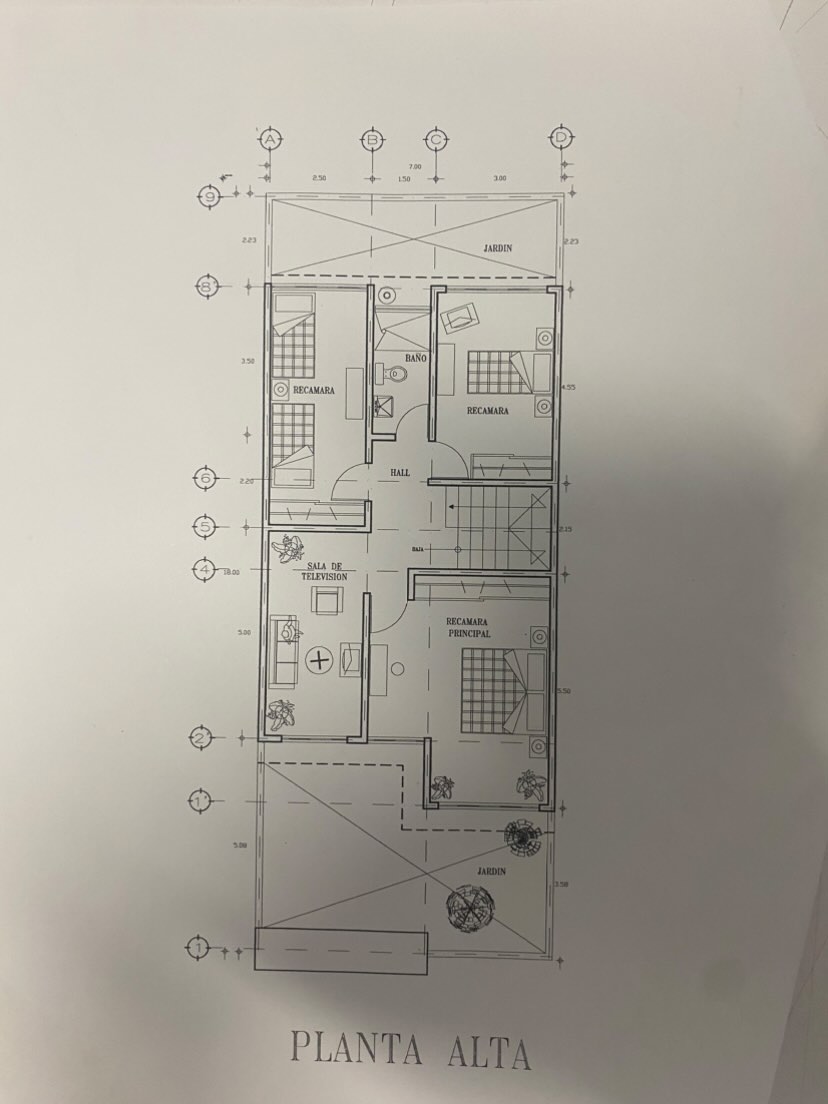 A B C D
7.00
2.50 1.50 3.00
9
2.23 JARDIN 2.23
8'
3.50 BAÑO
RECAMARA 4.55
RECAMARA
6 HALL
2.20
5 2.15
BAJA
4 18.00 SALA DE
TELEVISION
5.00 RECAMARA
PRINCIPAL
5.50
2'
1'
5.08 JARDIN 3.58
1
PLANTA ALTA